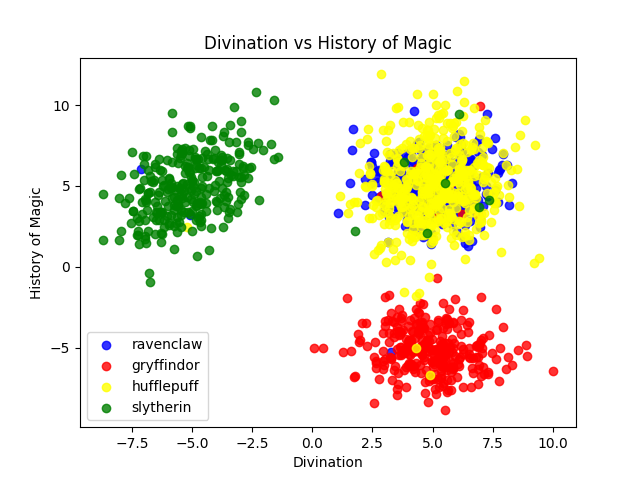 Divination vs History of Magic
History of Magic
10
5
0
−5
ravenclaw
gryffindor
hufflepuff
slytherin
−7.5 −5.0 −2.5 0.0 2.5 5.0 7.5 10.0
Divination